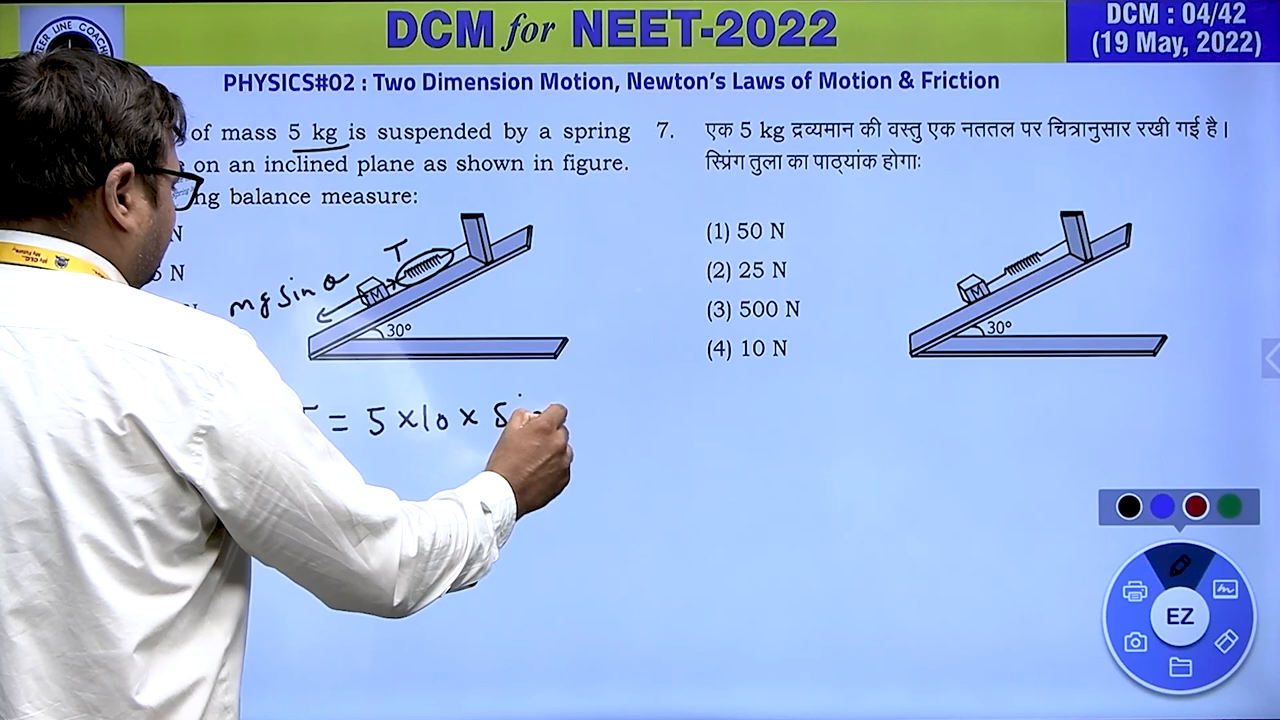 DCM for NEET-2022
DCM : 04/42
(19 May, 2022)
PHYSICS#02 : Two Dimension Motion, Newton's Laws of Motion & Friction
of mass 5 kg is suspended by a spring
on an inclined plane as shown in figure.
balance measure:
N
N
T
mg sin θ
M
30°
= 5 × 10 × Si
7. एक 5 kg द्रव्यमान की वस्तु एक नततल पर चित्रानुसार रखी गई है।
स्प्रिंग तुला का पाठ्यांक होगाः
(1) 50 N
(2) 25 N
(3) 500 N
(4) 10 N
M
30°
EZ